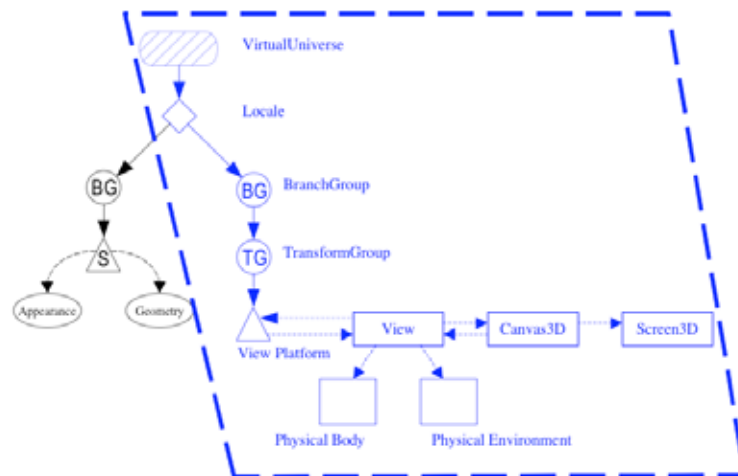 VirtualUniverse
Locale
BG
BG
BranchGroup
S
TG
TransformGroup
Appearance
Geometry
View
Canvas3D
Screen3D
View Platform
Physical Body
Physical Environment